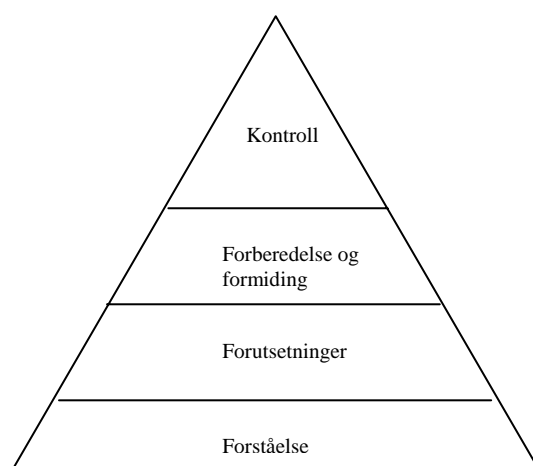 Kontroll
Forberedelse og
formiding
Forutsetninger
Forståelse